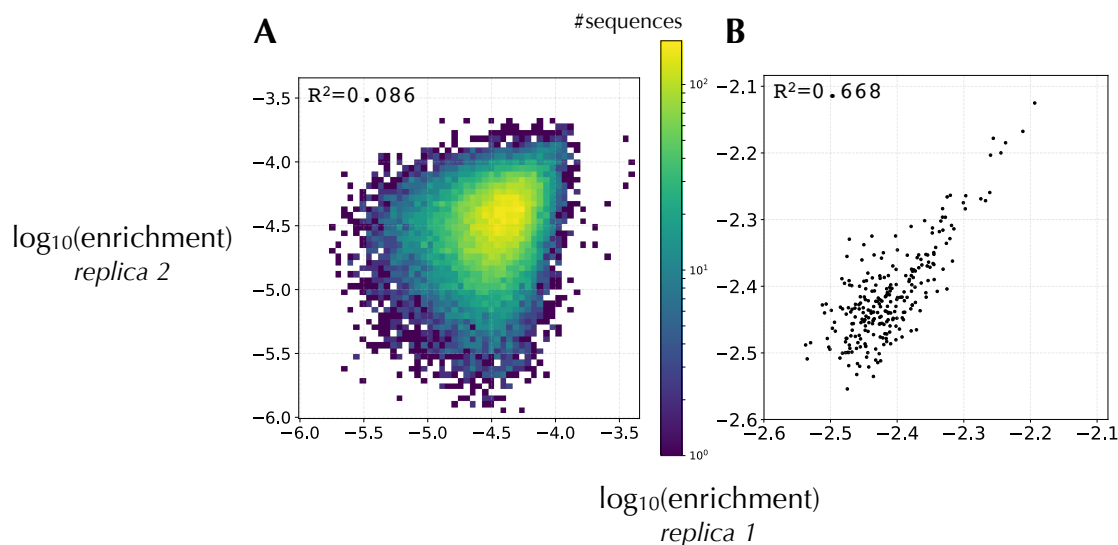 #sequences
A
B
R²=0.086
−3.5
−4.0
−4.5
−5.0
−5.5
−6.0
−6.0 −5.5 −5.0 −4.5 −4.0 −3.5
10²
10¹
10⁰
R²=0.668
−2.1
−2.2
−2.3
−2.4
−2.5
−2.6
−2.6 −2.5 −2.4 −2.3 −2.2 −2.1
log₁₀(enrichment)
replica 2
log₁₀(enrichment)
replica 1